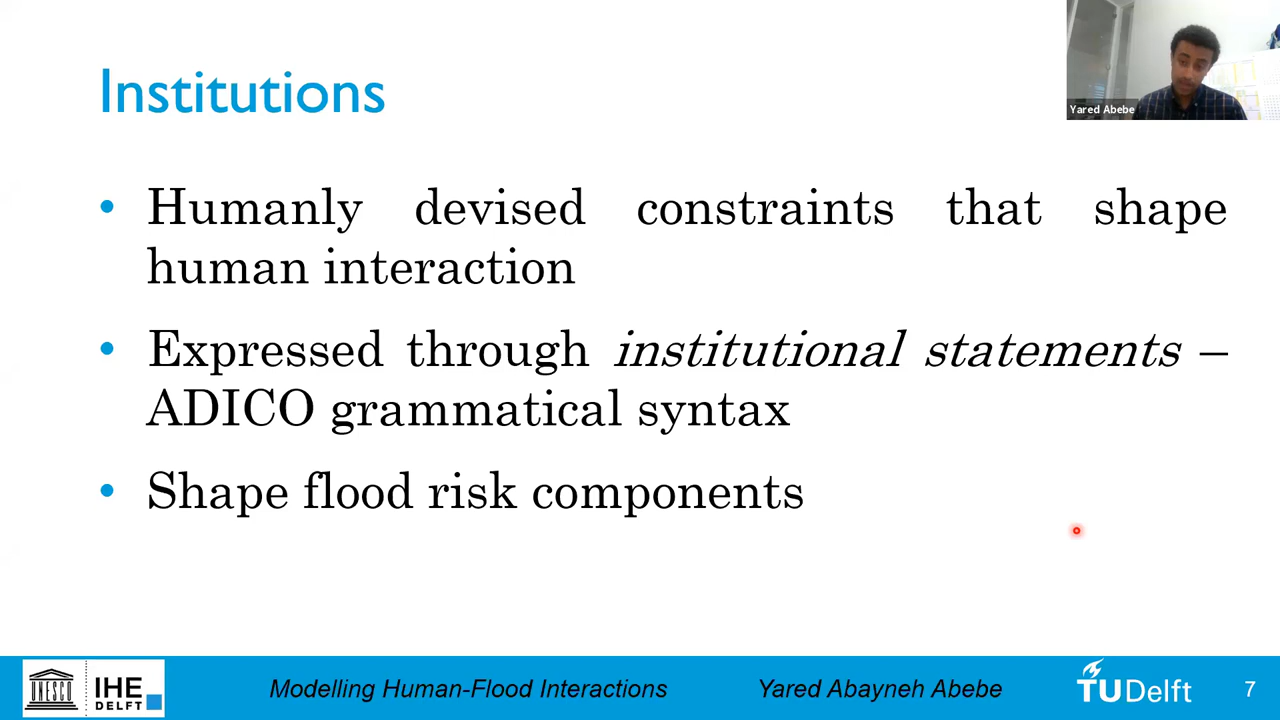 Institutions
Yared Abebe
• Humanly devised constraints that shape
human interaction
• Expressed through institutional statements –
ADICO grammatical syntax
• Shape flood risk components
UNESCO
IHE
DELFT
Modelling Human-Flood Interactions
Yared Abayneh Abebe
TUDelft
7